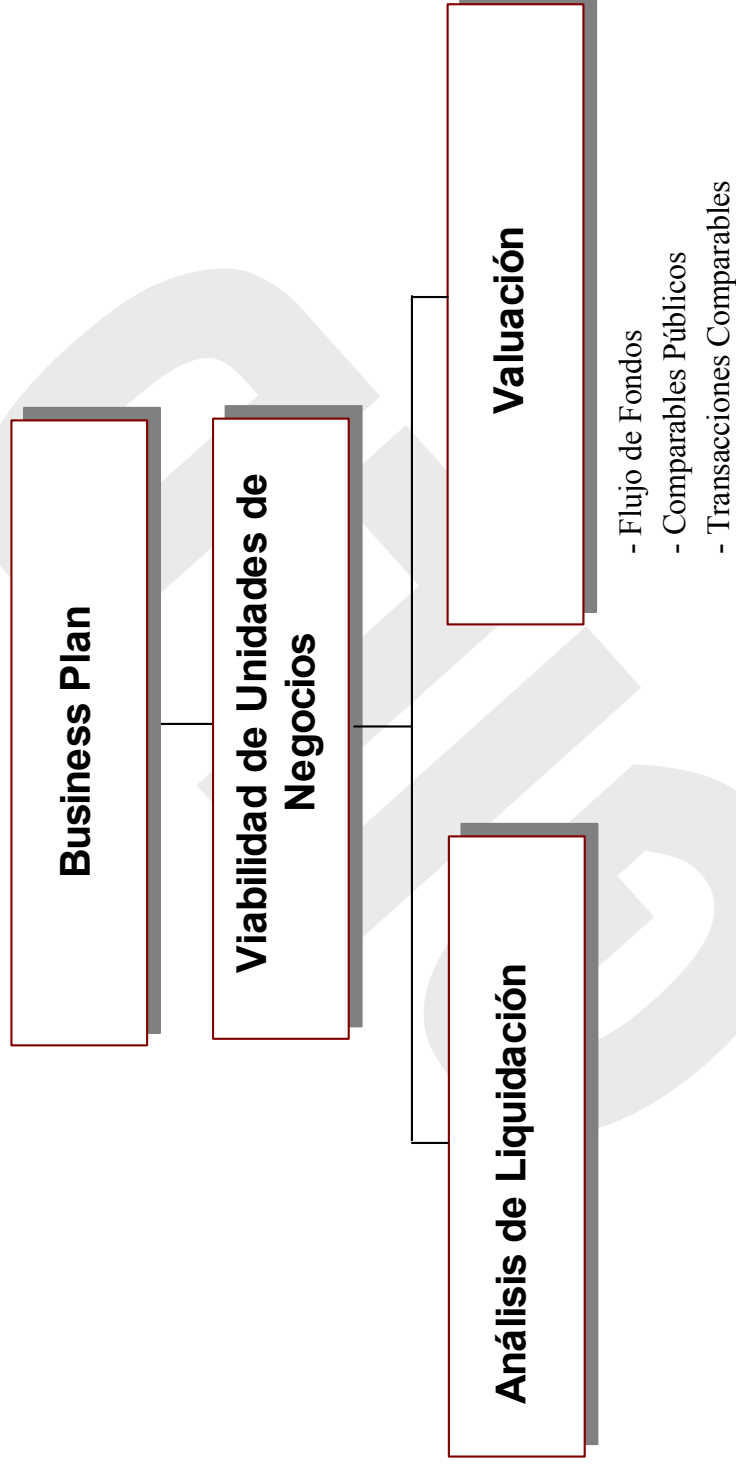 Business Plan
Viabilidad de Unidades de
Negocios
Análisis de Liquidación
Valuación
- Flujo de Fondos
- Comparables Públicos
- Transacciones Comparables